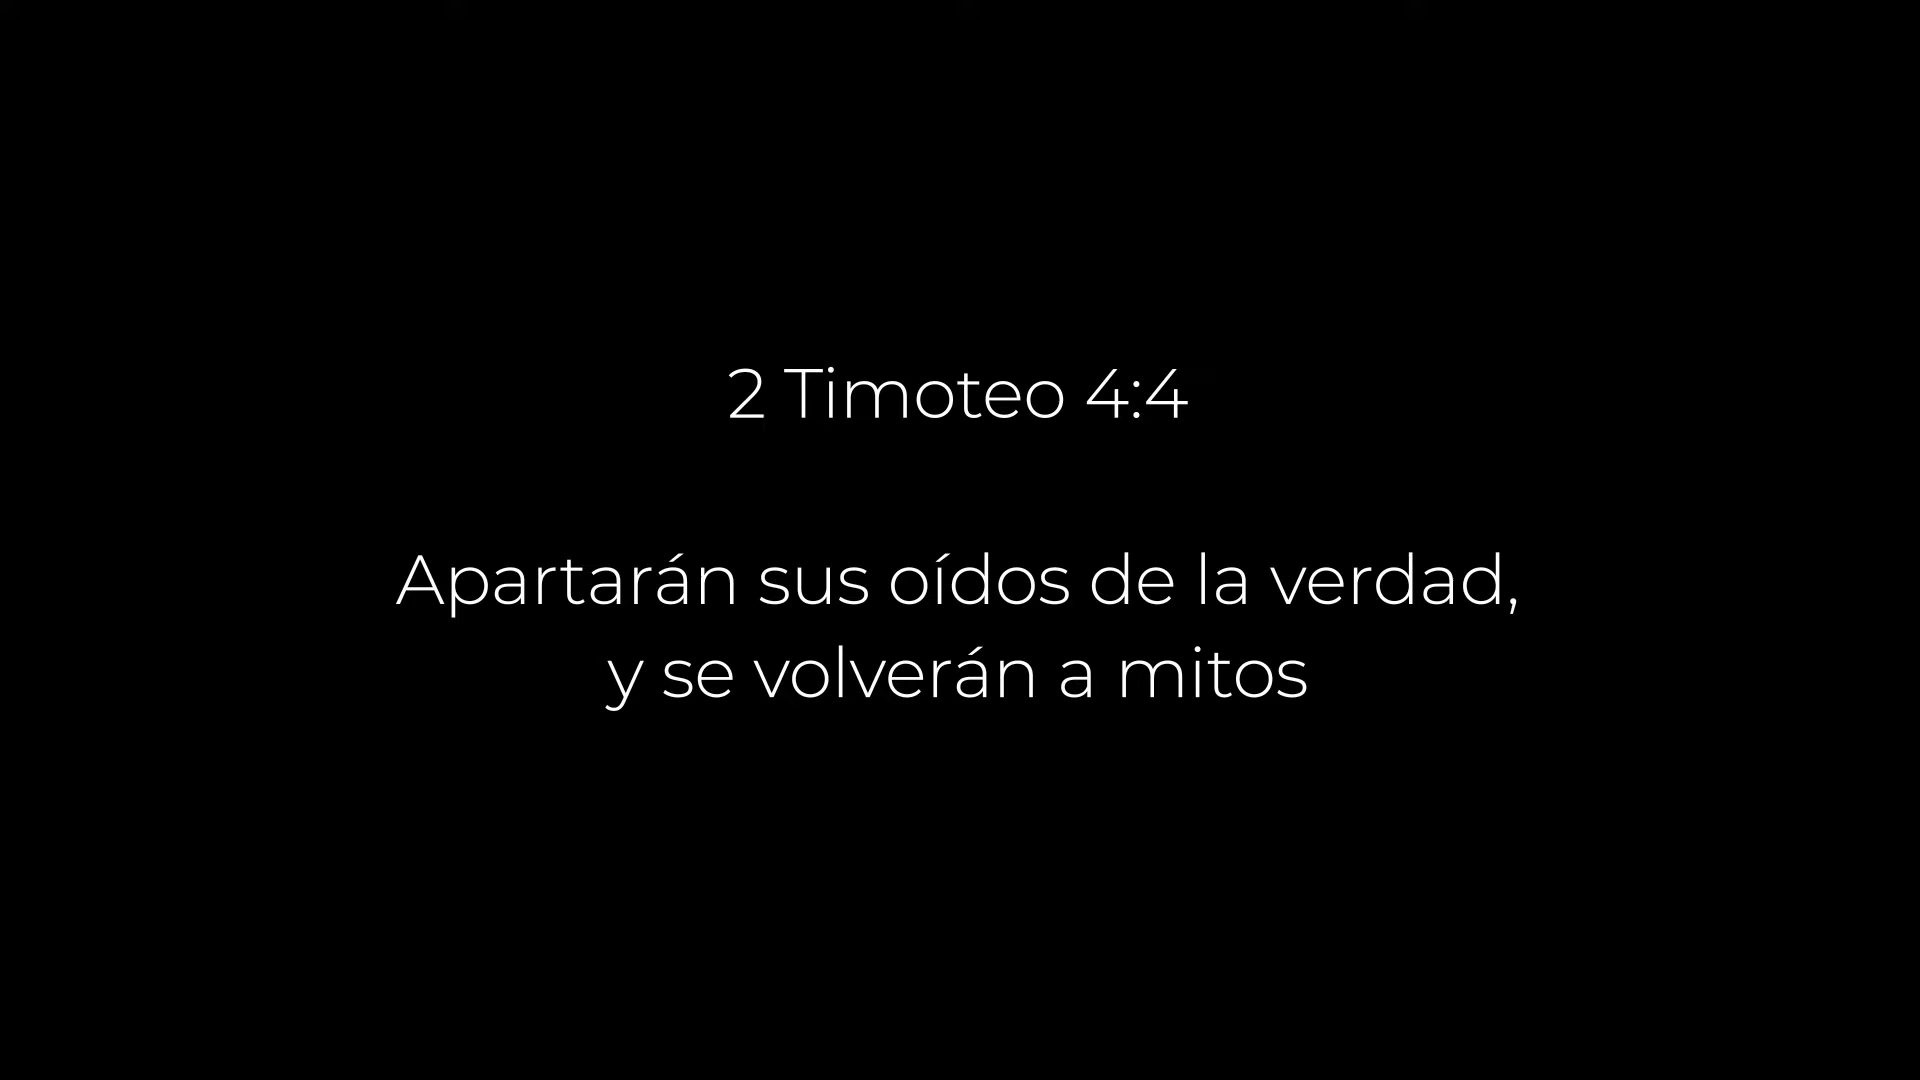 2 Timoteo 4:4
Apartarán sus oídos de la verdad,
y se volverán a mitos